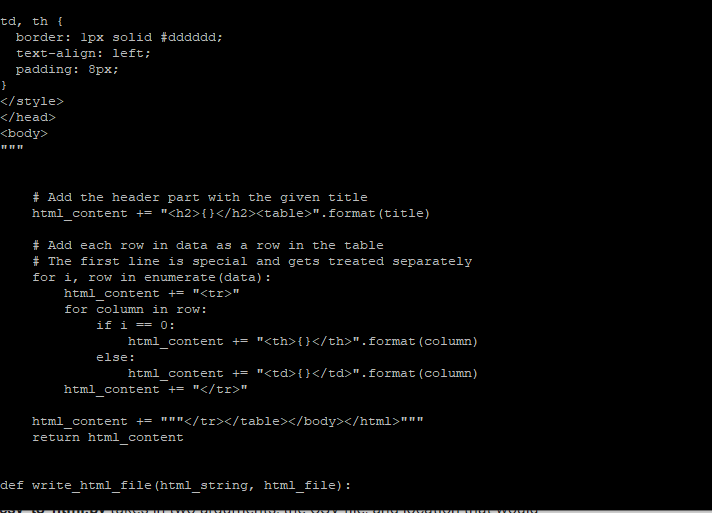 td, th {
  border: 1px solid #dddddd;
  text-align: left;
  padding: 8px;
}
</style>
</head>
<body>
"""
    # Add the header part with the given title
    html_content += "<h2>{}</h2><table>".format(title)
    # Add each row in data as a row in the table
    # The first line is special and gets treated separately
    for i, row in enumerate(data):
        html_content += "<tr>"
        for column in row:
            if i == 0:
                html_content += "<th>{}</th>".format(column)
            else:
                html_content += "<td>{}</td>".format(column)
        html_content += "</tr>"
    html_content += """</tr></table></body></html>"""
    return html_content
def write_html_file(html_string, html_file):